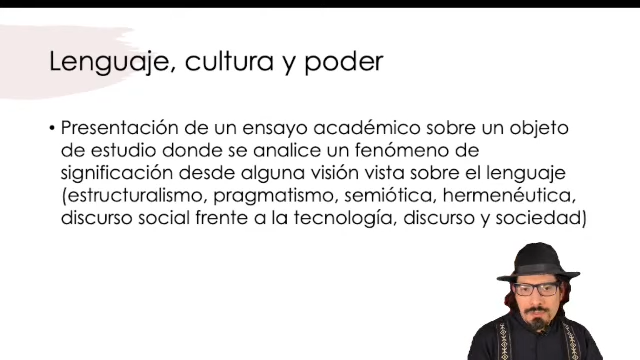 Lenguaje, cultura y poder
• Presentación de un ensayo académico sobre un objeto
de estudio donde se analice un fenómeno de
significación desde alguna visión vista sobre el lenguaje
(estructuralismo, pragmatismo, semiótica, hermenéutica,
discurso social frente a la tecnología, discurso y sociedad)